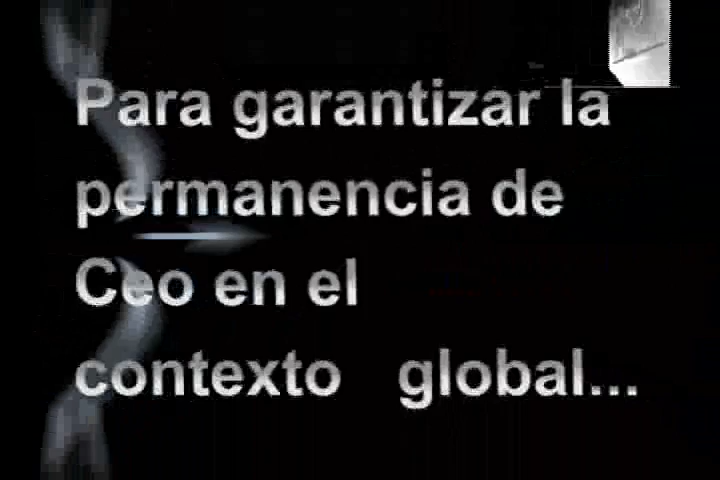 Para garantizar la
permanencia de
Ceo en el
contexto global...